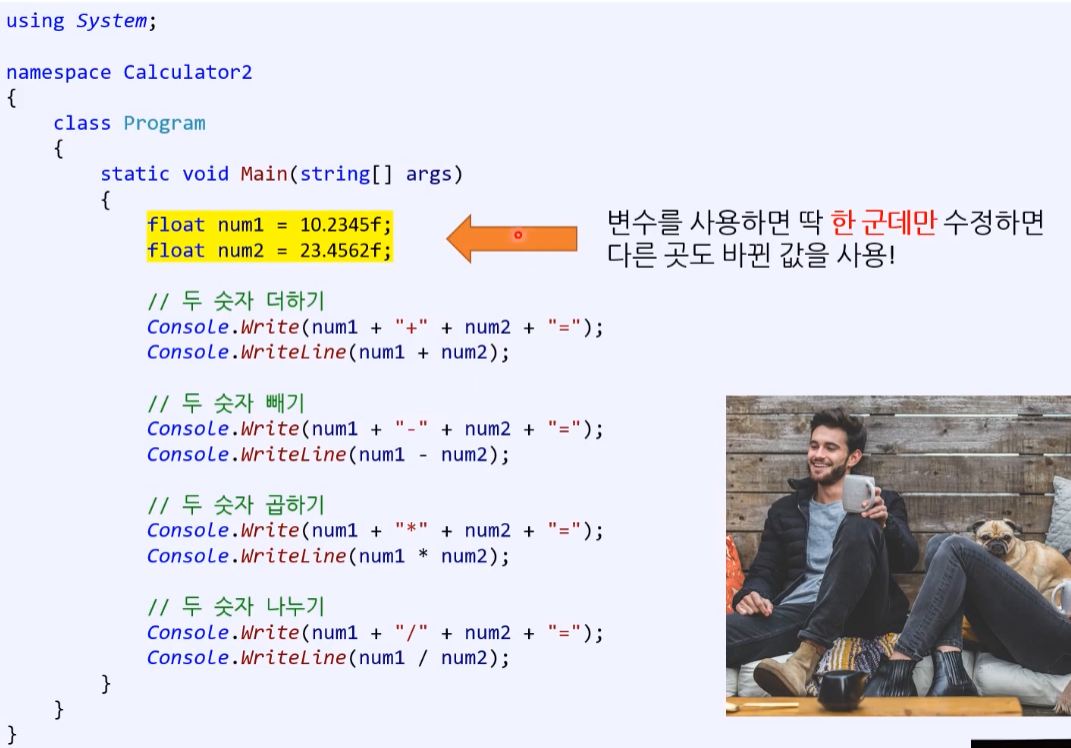 using System;
namespace Calculator2
{
class Program
{
static void Main(string[] args)
{
float num1 = 10.2345f;
float num2 = 23.4562f;
변수를 사용하면 딱 한 군데만 수정하면
다른 곳도 바뀐 값을 사용!
// 두 숫자 더하기
Console.Write(num1 + "+" + num2 + "=");
Console.WriteLine(num1 + num2);
// 두 숫자 빼기
Console.Write(num1 + "-" + num2 + "=");
Console.WriteLine(num1 - num2);
// 두 숫자 곱하기
Console.Write(num1 + "*" + num2 + "=");
Console.WriteLine(num1 * num2);
// 두 숫자 나누기
Console.Write(num1 + "/" + num2 + "=");
Console.WriteLine(num1 / num2);
}
}
}